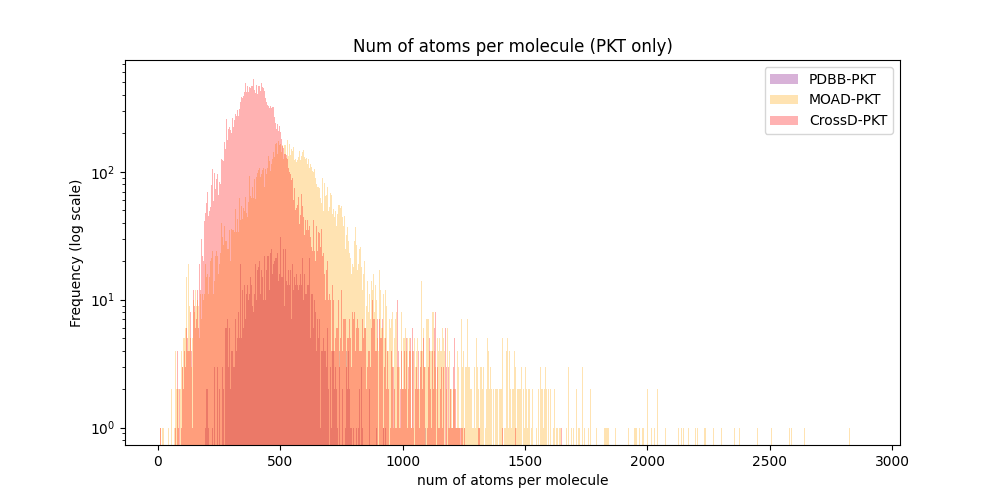 Num of atoms per molecule (PKT only)
PDBB-PKT
MOAD-PKT
CrossD-PKT
Frequency (log scale)
10²
10¹
10⁰
0 500 1000 1500 2000 2500 3000
num of atoms per molecule